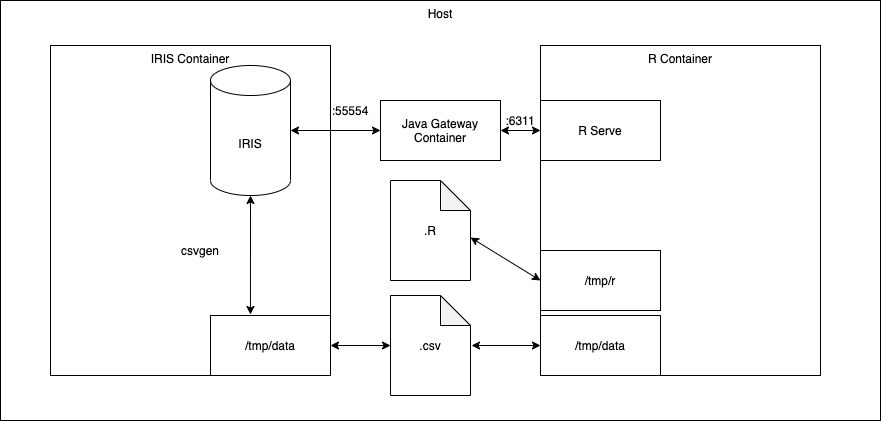 Host
IRIS Container
R Container
IRIS
:55554
Java Gateway
Container
:6311
R Serve
.R
csvgen
/tmp/r
/tmp/data
.csv
/tmp/data